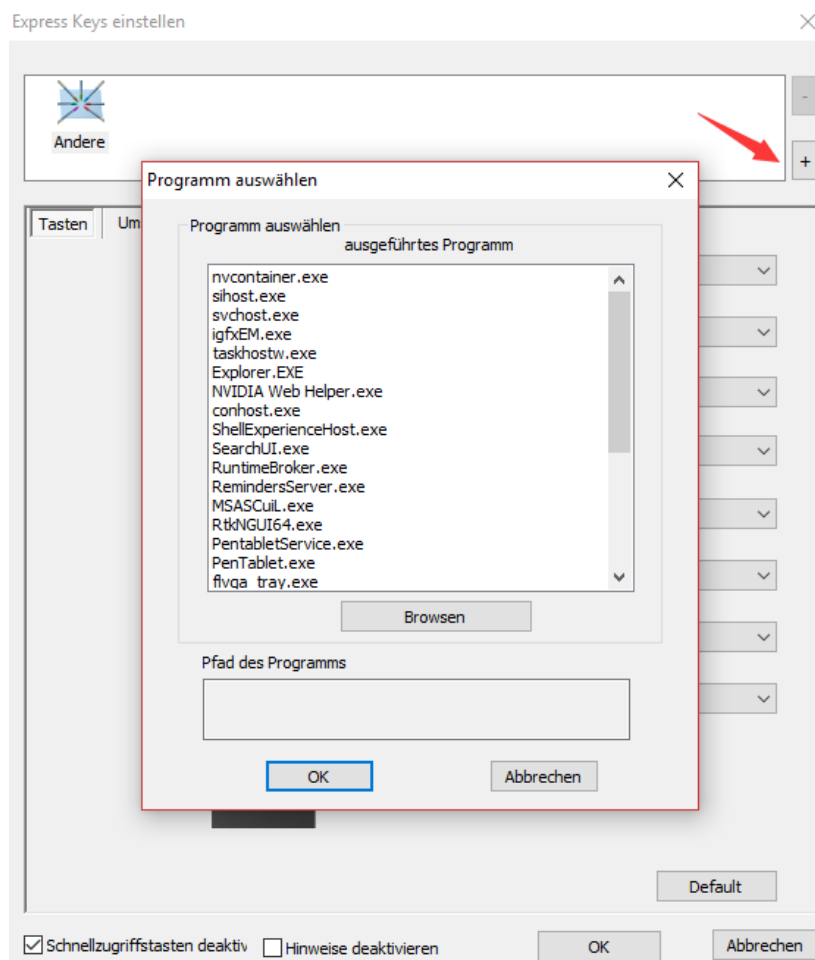 Express Keys einstellen
-
Andere
+
Programm auswählen
Tasten
Um
Programm auswählen
ausgeführtes Programm
nvcontainer.exe
sihost.exe
svchost.exe
igfxEM.exe
taskhostw.exe
Explorer.EXE
NVIDIA Web Helper.exe
conhost.exe
ShellExperienceHost.exe
SearchUI.exe
RuntimeBroker.exe
RemindersServer.exe
MSASCuiL.exe
RtkNGUI64.exe
PentabletService.exe
PenTablet.exe
flvga_tray.exe
Browsen
Pfad des Programms
OK
Abbrechen
Default
Schnellzugriffstasten deaktiv
Hinweise deaktivieren
OK
Abbrechen